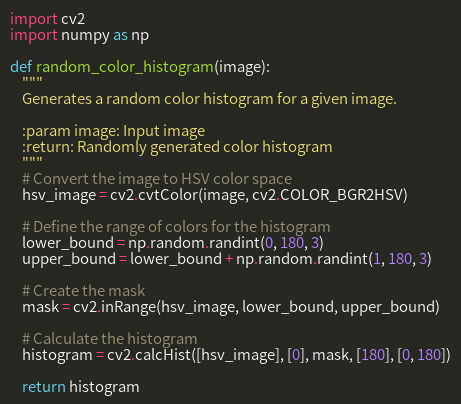 import cv2
import numpy as np
def random_color_histogram(image):
"""
Generates a random color histogram for a given image.
:param image: Input image
:return: Randomly generated color histogram
"""
# Convert the image to HSV color space
hsv_image = cv2.cvtColor(image, cv2.COLOR_BGR2HSV)
# Define the range of colors for the histogram
lower_bound = np.random.randint(0, 180, 3)
upper_bound = lower_bound + np.random.randint(1, 180, 3)
# Create the mask
mask = cv2.inRange(hsv_image, lower_bound, upper_bound)
# Calculate the histogram
histogram = cv2.calcHist([hsv_image], [0], mask, [180], [0, 180])
return histogram